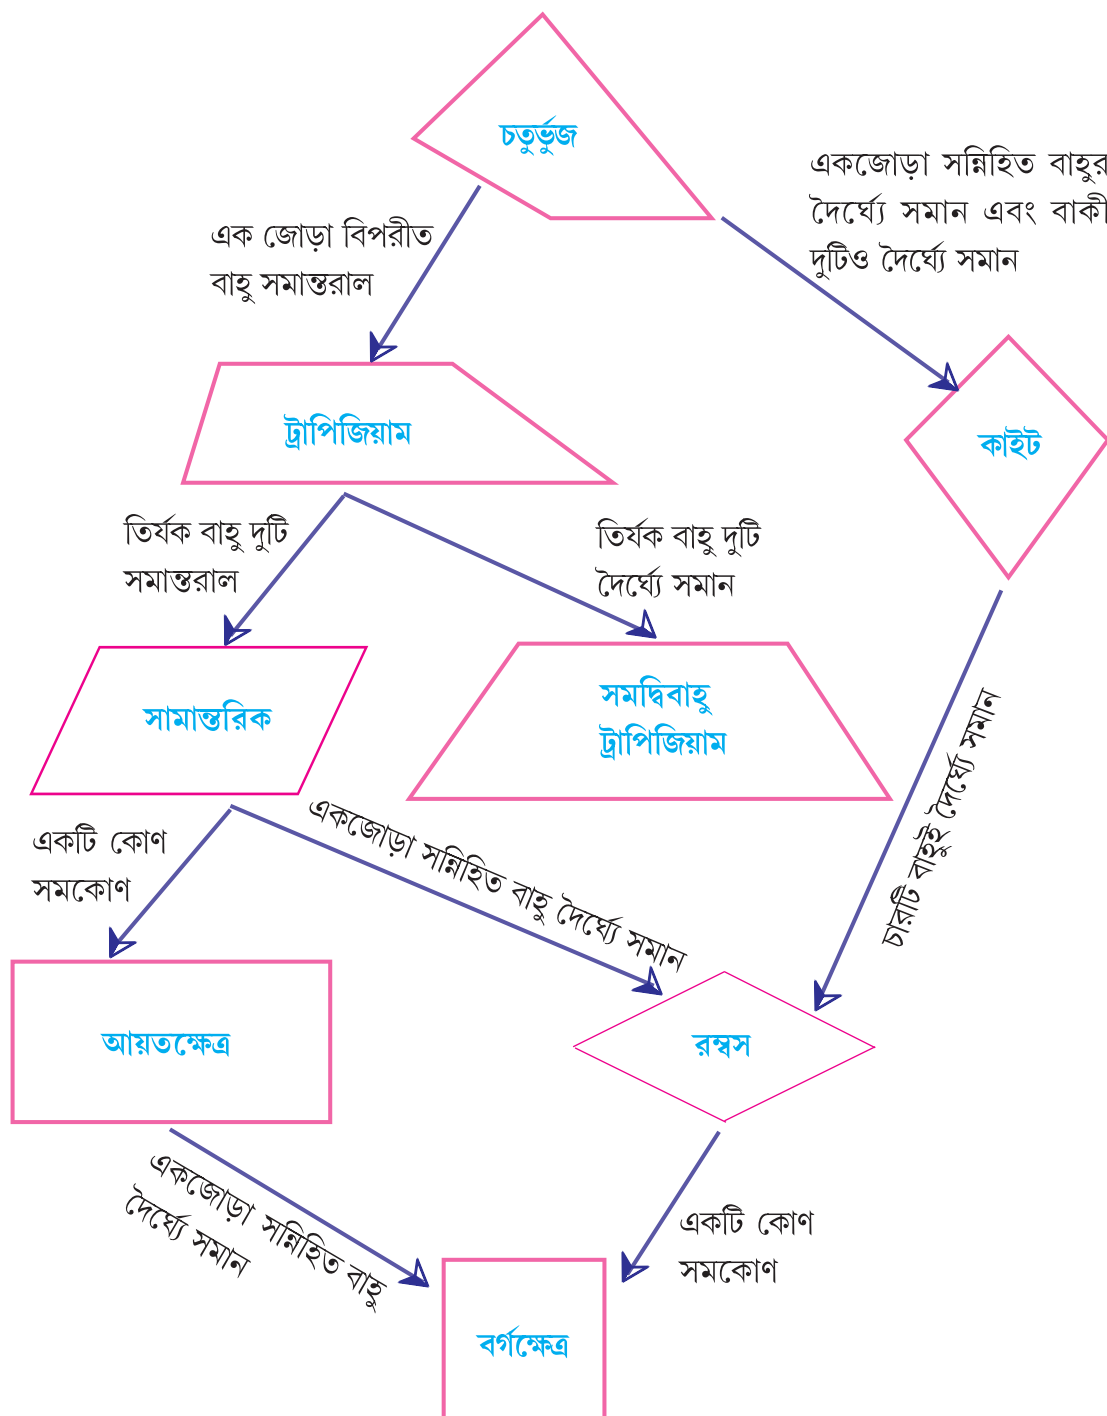 চতুর্ভুজ
একজোড়া সন্নিহিত বাহুর
দৈর্ঘ্যে সমান এবং বাকী
দুটিও দৈর্ঘ্যে সমান
এক জোড়া বিপরীত
বাহু সমান্তরাল
ট্রাপিজিয়াম
কাইট
তির্যক বাহু দুটি
সমান্তরাল
তির্যক বাহু দুটি
দৈর্ঘ্যে সমান
সামান্তরিক
সমদ্বিবাহু
ট্রাপিজিয়াম
চারটি বাহুই দৈর্ঘ্যে সমান
একটি কোণ
সমকোণ
একজোড়া সন্নিহিত বাহু দৈর্ঘ্যে সমান
আয়তক্ষেত্র
রম্বস
একজোড়া সন্নিহিত বাহু
দৈর্ঘ্যে সমান
একটি কোণ
সমকোণ
বর্গক্ষেত্র